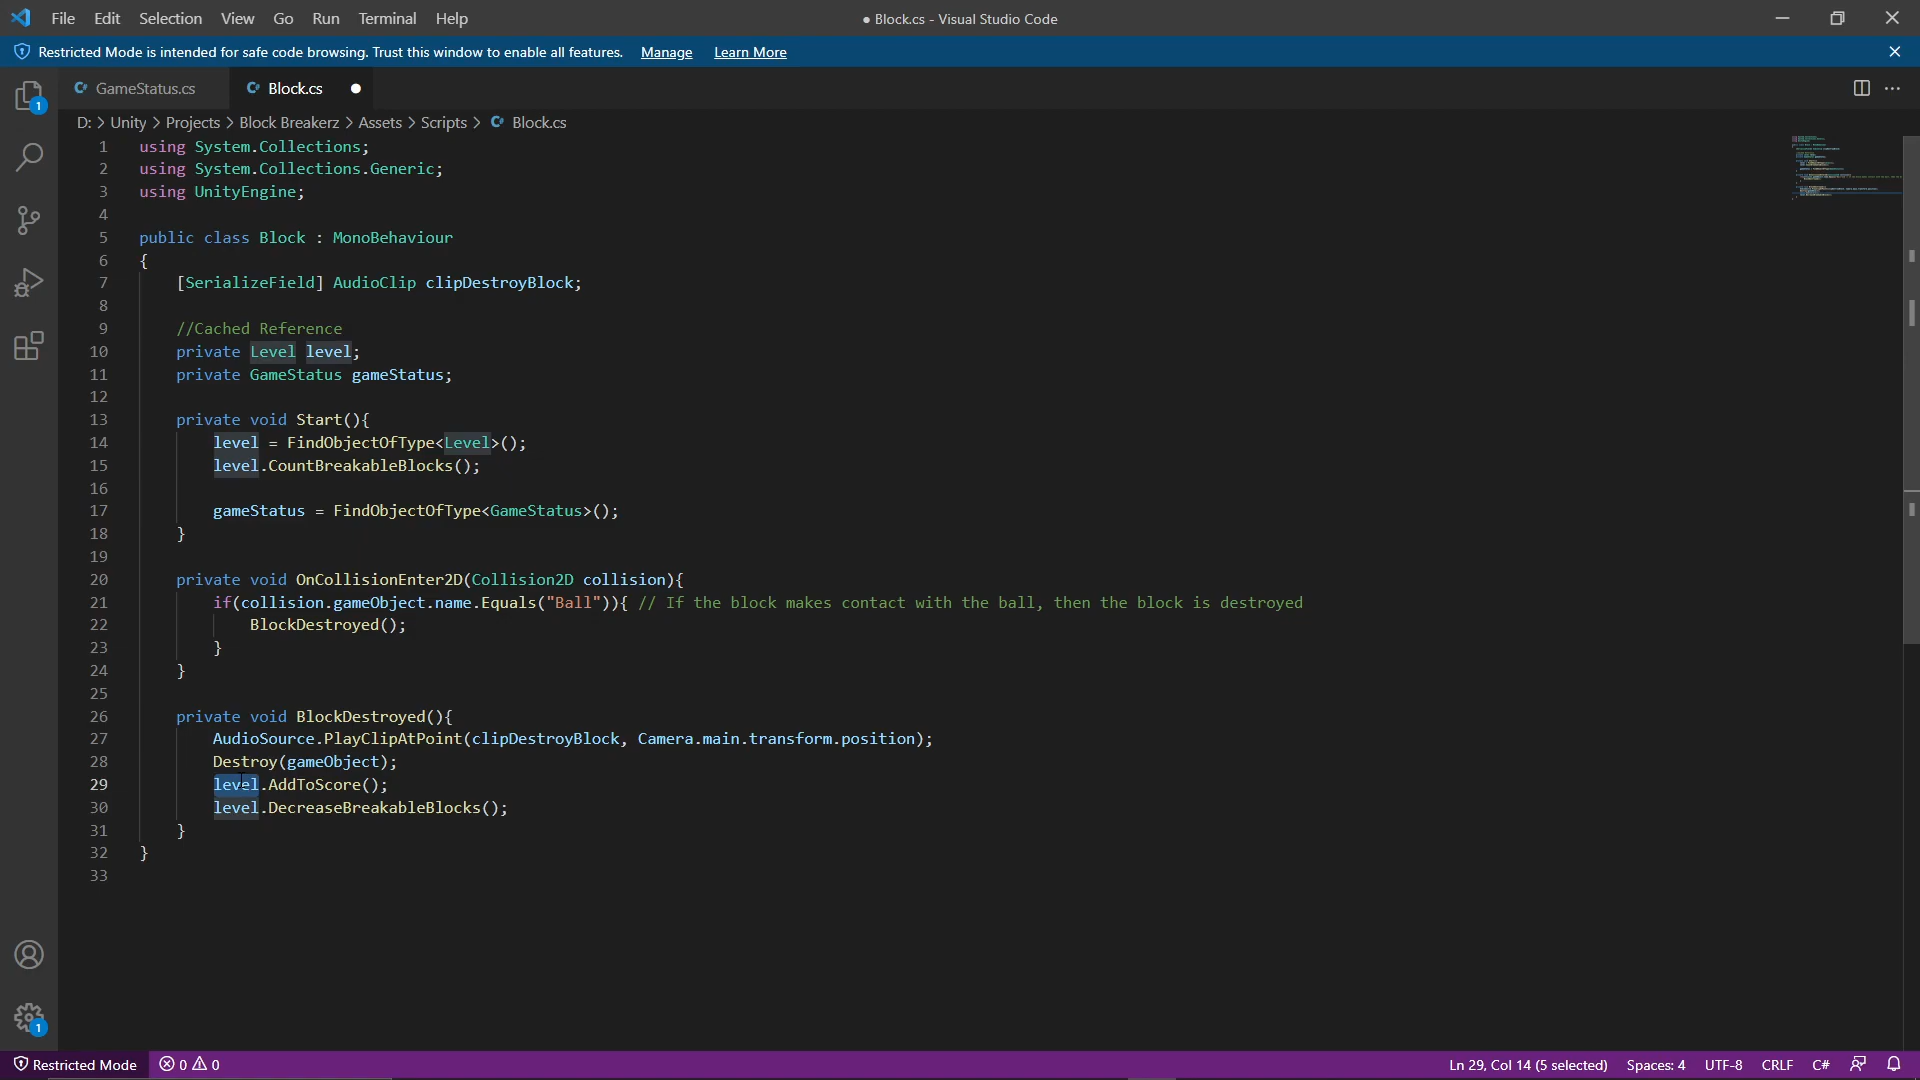 File Edit Selection View Go Run Terminal Help
● Block.cs - Visual Studio Code
Restricted Mode is intended for safe code browsing. Trust this window to enable all features. Manage Learn More
GameStatus.cs
Block.cs
D: > Unity > Projects > Block Breakerz > Assets > Scripts > Block.cs
1 using System.Collections;
2 using System.Collections.Generic;
3 using UnityEngine;
4
5 public class Block : MonoBehaviour
6 {
7 [SerializeField] AudioClip clipDestroyBlock;
8
9 //Cached Reference
10 private Level level;
11 private GameStatus gameStatus;
12
13 private void Start(){
14 level = FindObjectOfType<Level>();
15 level.CountBreakableBlocks();
16
17 gameStatus = FindObjectOfType<GameStatus>();
18 }
19
20 private void OnCollisionEnter2D(Collision2D collision){
21 if(collision.gameObject.name.Equals("Ball")){ // If the block makes contact with the ball, then the block is destroyed
22 BlockDestroyed();
23 }
24 }
25
26 private void BlockDestroyed(){
27 AudioSource.PlayClipAtPoint(clipDestroyBlock, Camera.main.transform.position);
28 Destroy(gameObject);
29 level.AddToScore();
30 level.DecreaseBreakableBlocks();
31 }
32 }
33
1
1
Restricted Mode 0 0 Ln 29, Col 14 (5 selected) Spaces: 4 UTF-8 CRLF C#